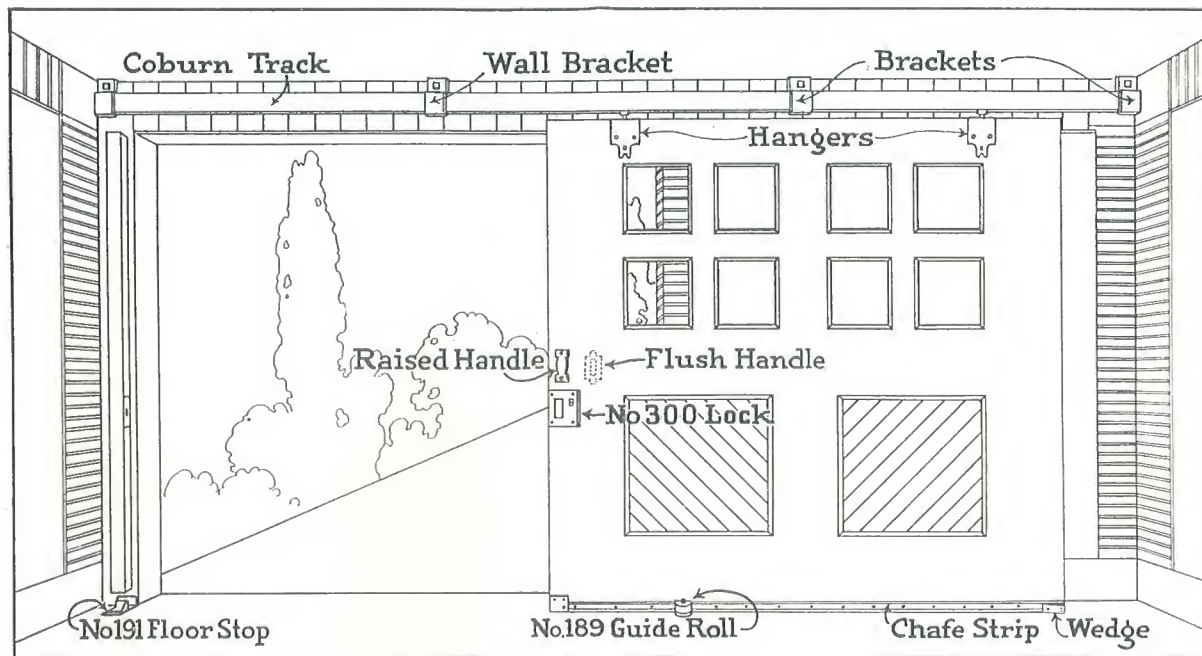 Coburn Track
Wall Bracket
Brackets
Hangers
Raised Handle
Flush Handle
No 300 Lock
No191 Floor Stop
No.189 Guide Roll
Chafe Strip
Wedge